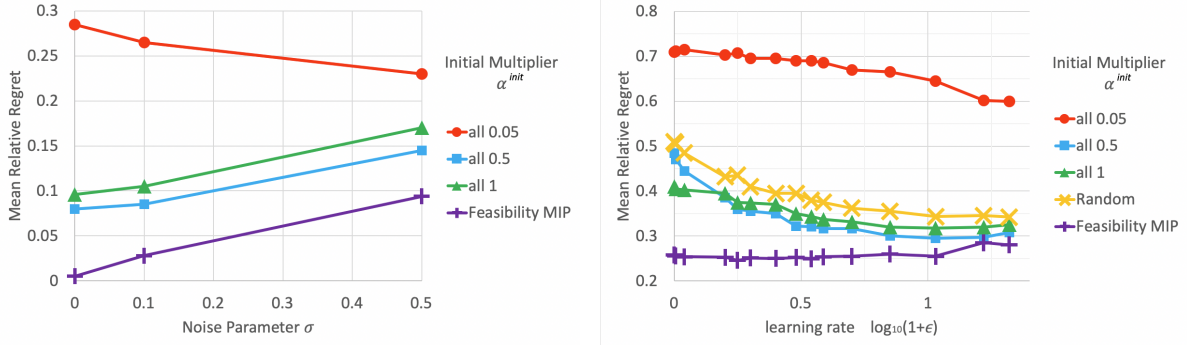 0.3
0.25
0.2
0.15
0.1
0.05
0
Mean Relative Regret
0 0.1 0.2 0.3 0.4 0.5
Noise Parameter σ
Initial Multiplier
α^init
all 0.05
all 0.5
all 1
Feasibility MIP
0.8
0.7
0.6
0.5
0.4
0.3
0.2
Mean Relative Regret
0 0.5 1
learning rate log₁₀(1+ϵ)
Initial Multiplier
α^init
all 0.05
all 0.5
all 1
Random
Feasibility MIP